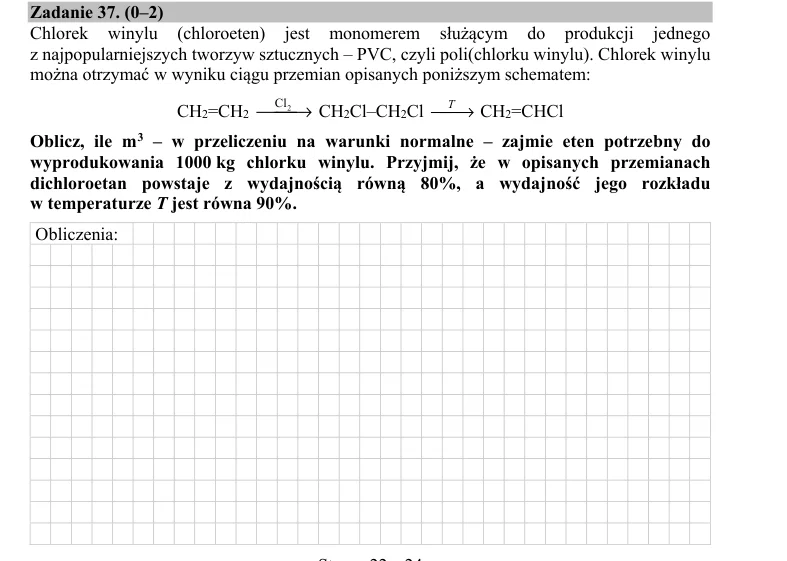 Zadanie 37. (0–2)
Chlorek winylu (chloroeten) jest monomerem służącym do produkcji jednego
z najpopularniejszych tworzyw sztucznych – PVC, czyli poli(chlorku winylu). Chlorek winylu
można otrzymać w wyniku ciągu przemian opisanych poniższym schematem:
CH₂=CH₂ —Cl₂→ CH₂Cl–CH₂Cl —T→ CH₂=CHCl
Oblicz, ile m³ – w przeliczeniu na warunki normalne – zajmie eten potrzebny do
wyprodukowania 1000 kg chlorku winylu. Przyjmij, że w opisanych przemianach
dichloroetan powstaje z wydajnością równą 80%, a wydajność jego rozkładu
w temperaturze T jest równa 90%.
Obliczenia: